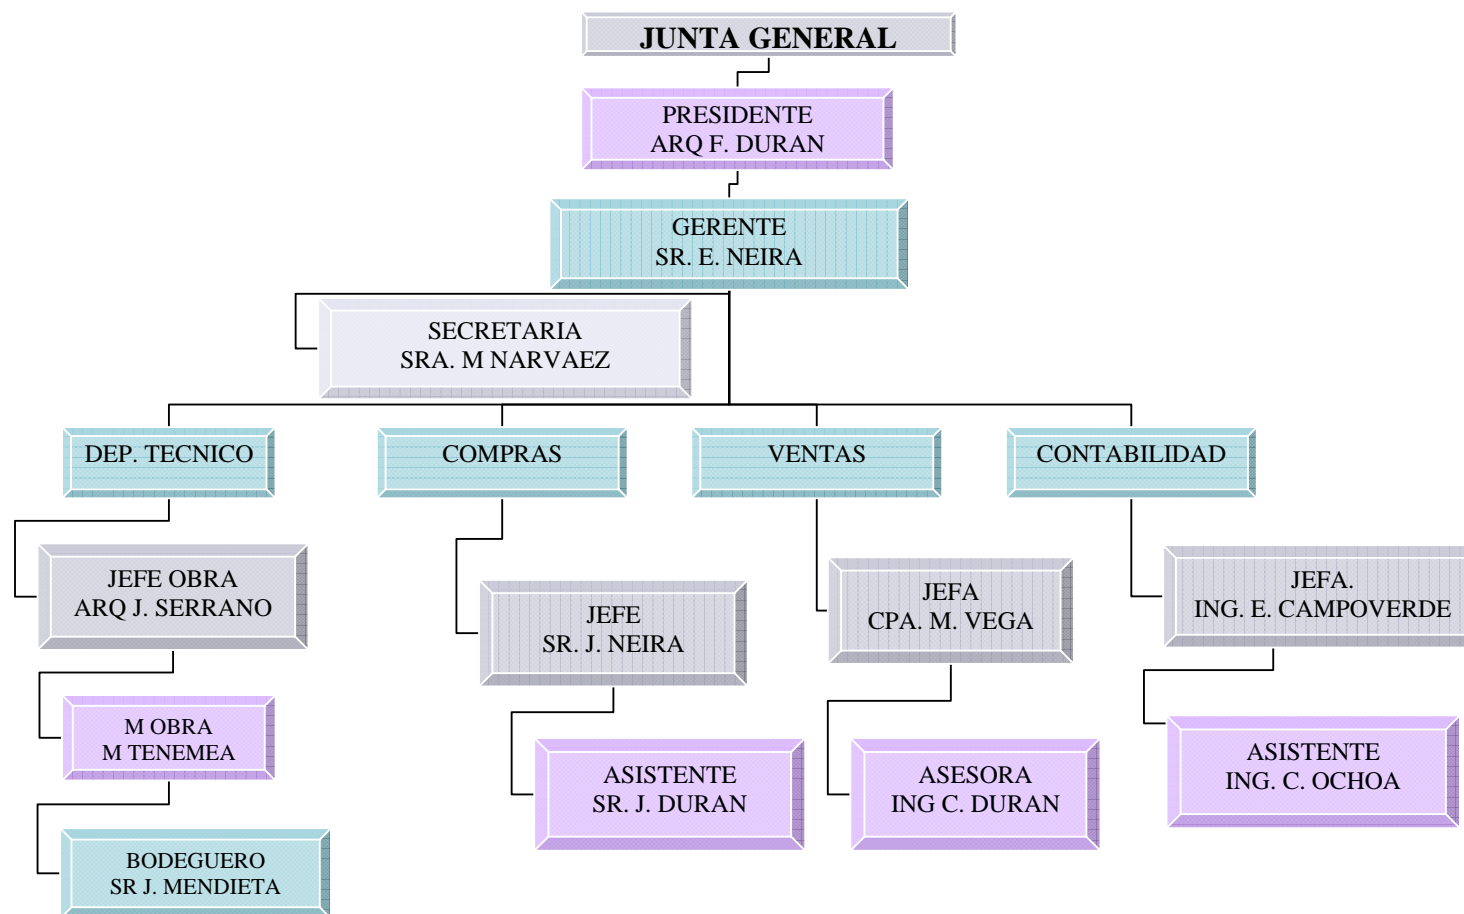 JUNTA GENERAL
PRESIDENTE
ARQ F. DURAN
GERENTE
SR. E. NEIRA
SECRETARIA
SRA. M NARVAEZ
DEP. TECNICO
COMPRAS
VENTAS
CONTABILIDAD
JEFE OBRA
ARQ J. SERRANO
JEFE
SR. J. NEIRA
JEFA
CPA. M. VEGA
JEFA.
ING. E. CAMPOVERDE
M OBRA
M TENEMEA
ASISTENTE
SR. J. DURAN
ASESORA
ING C. DURAN
ASISTENTE
ING. C. OCHOA
BODEGUERO
SR J. MENDIETA